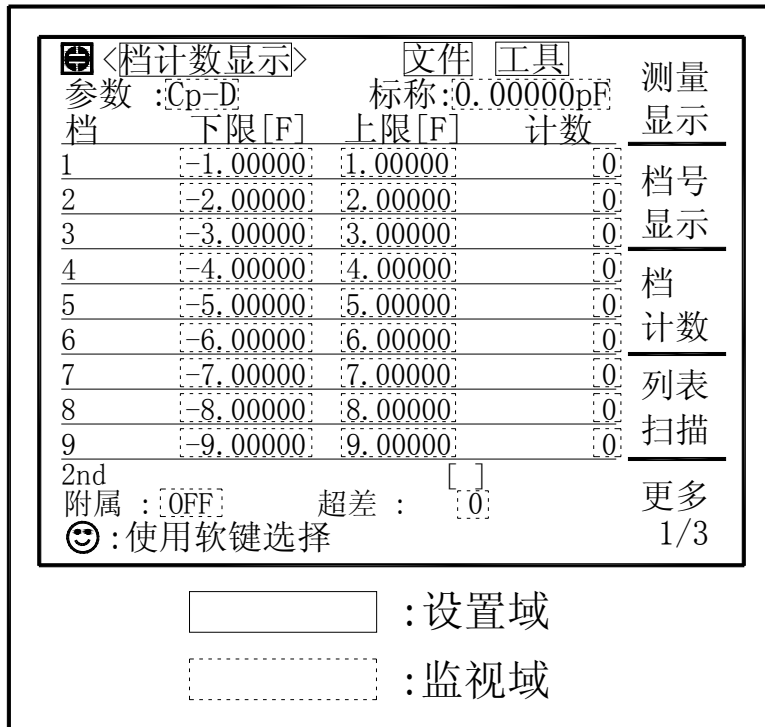 <档计数显示> 文件 工具
参数 :Cp-D 标称:0.00000pF
档 下限[F] 上限[F] 计数
1 -1.00000 1.00000 0
2 -2.00000 2.00000 0
3 -3.00000 3.00000 0
4 -4.00000 4.00000 0
5 -5.00000 5.00000 0
6 -6.00000 6.00000 0
7 -7.00000 7.00000 0
8 -8.00000 8.00000 0
9 -9.00000 9.00000 0
2nd [ ]
附属 :OFF 超差 : 0
:使用软键选择
测量
显示
档号
显示
档
计数
列表
扫描
更多
1/3
:设置域
:监视域